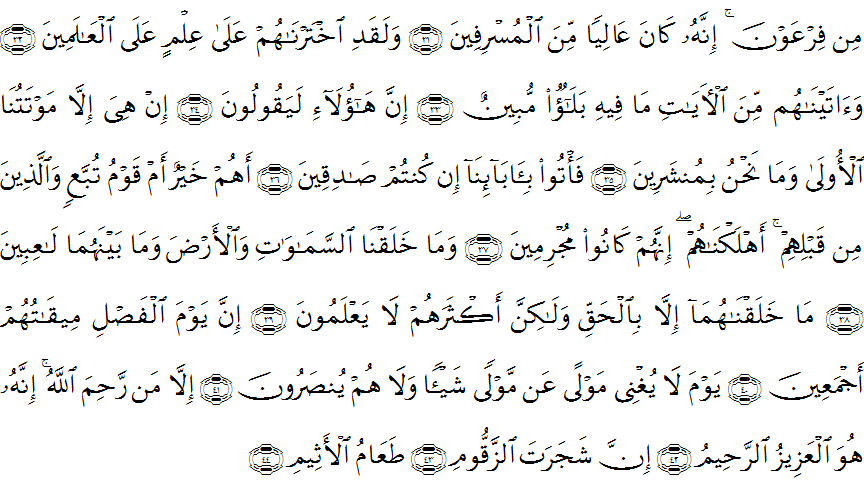 مِن فِرْعَوْنَ ۚ إِنَّهُۥ كَانَ عَالِيًا مِّنَ ٱلْمُسْرِفِينَ ٣١ وَلَقَدِ ٱخْتَرْنَـٰهُمْ عَلَىٰ عِلْمٍ عَلَى ٱلْعَـٰلَمِينَ ٣٢
وَءَاتَيْنَـٰهُم مِّنَ ٱلْـَٔايَـٰتِ مَا فِيهِ بَلَـٰٓؤٌا۟ مُّبِينٌ ٣٣ إِنَّ هَـٰٓؤُلَآءِ لَيَقُولُونَ ٣٤ إِنْ هِىَ إِلَّا مَوْتَتُنَا
ٱلْأُولَىٰ وَمَا نَحْنُ بِمُنشَرِينَ ٣٥ فَأْتُوا۟ بِـَٔابَآئِنَآ إِن كُنتُمْ صَـٰدِقِينَ ٣٦ أَهُمْ خَيْرٌ أَمْ قَوْمُ تُبَّعٍ وَٱلَّذِينَ
مِن قَبْلِهِمْ ۚ أَهْلَكْنَـٰهُمْ ۖ إِنَّهُمْ كَانُوا۟ مُجْرِمِينَ ٣٧ وَمَا خَلَقْنَا ٱلسَّمَـٰوَٰتِ وَٱلْأَرْضَ وَمَا بَيْنَهُمَا لَـٰعِبِينَ
٣٨ مَا خَلَقْنَـٰهُمَآ إِلَّا بِٱلْحَقِّ وَلَـٰكِنَّ أَكْثَرَهُمْ لَا يَعْلَمُونَ ٣٩ إِنَّ يَوْمَ ٱلْفَصْلِ مِيقَـٰتُهُمْ
أَجْمَعِينَ ٤٠ يَوْمَ لَا يُغْنِى مَوْلًى عَن مَّوْلًى شَيْـًٔا وَلَا هُمْ يُنصَرُونَ ٤١ إِلَّا مَن رَّحِمَ ٱللَّهُ ۚ إِنَّهُۥ
هُوَ ٱلْعَزِيزُ ٱلرَّحِيمُ ٤٢ إِنَّ شَجَرَتَ ٱلزَّقُّومِ ٤٣ طَعَامُ ٱلْأَثِيمِ ٤٤